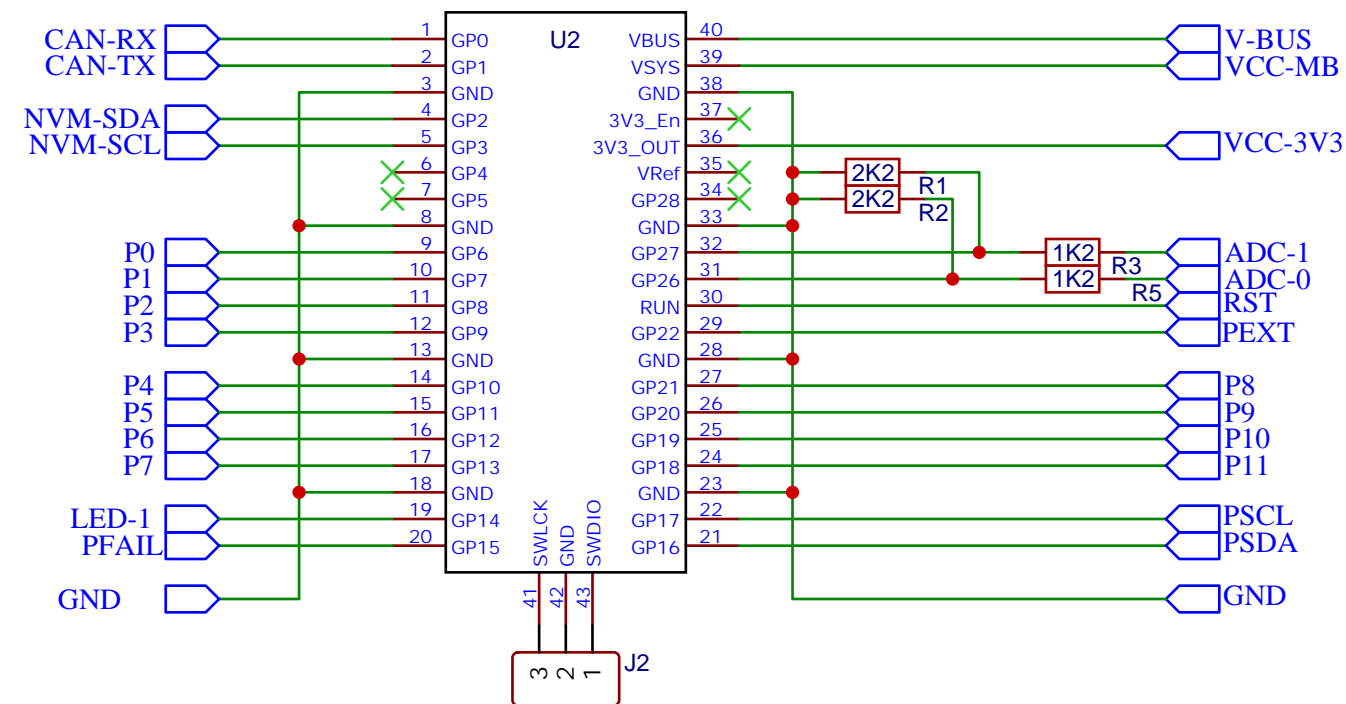 U2
CAN-RX 1 GP0 VBUS 40 V-BUS
CAN-TX 2 GP1 VSYS 39 VCC-MB
3 GND GND 38
NVM-SDA 4 GP2 3V3_En 37
NVM-SCL 5 GP3 3V3_OUT 36 VCC-3V3
6 GP4 VRef 35 2K2 R1
7 GP5 GP28 34 2K2 R2
8 GND GND 33
P0 9 GP6 GP27 32 1K2 R3 ADC-1
P1 10 GP7 GP26 31 1K2 R5 ADC-0
P2 11 GP8 RUN 30 RST
P3 12 GP9 GP22 29 PEXT
13 GND GND 28
P4 14 GP10 GP21 27 P8
P5 15 GP11 GP20 26 P9
P6 16 GP12 GP19 25 P10
P7 17 GP13 GP18 24 P11
18 GND GND 23
LED-1 19 GP14 GP17 22 PSCL
PFAIL 20 GP15 GP16 21 PSDA
SWLCK GND SWDIO
GND GND
41 42 43
3 2 1 J2